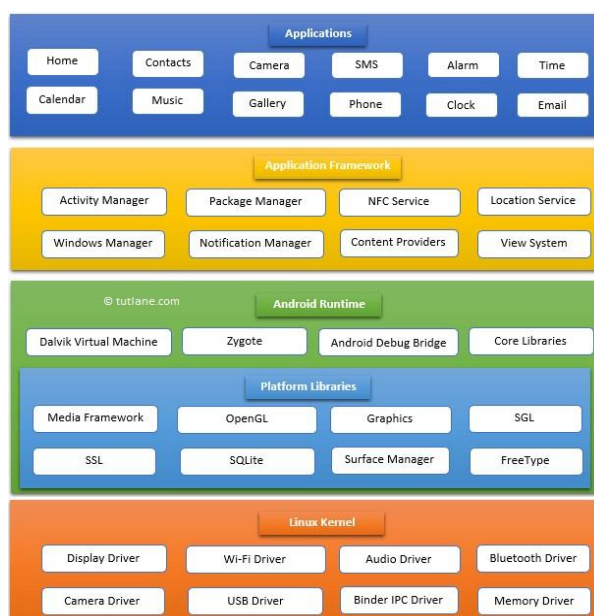 Applications
Home Contacts Camera SMS Alarm Time
Calendar Music Gallery Phone Clock Email
Application Framework
Activity Manager Package Manager NFC Service Location Service
Windows Manager Notification Manager Content Providers View System
© tutlane.com
Android Runtime
Dalvik Virtual Machine Zygote Android Debug Bridge Core Libraries
Platform Libraries
Media Framework OpenGL Graphics SGL
SSL SQLite Surface Manager FreeType
Linux Kernel
Display Driver Wi-Fi Driver Audio Driver Bluetooth Driver
Camera Driver USB Driver Binder IPC Driver Memory Driver